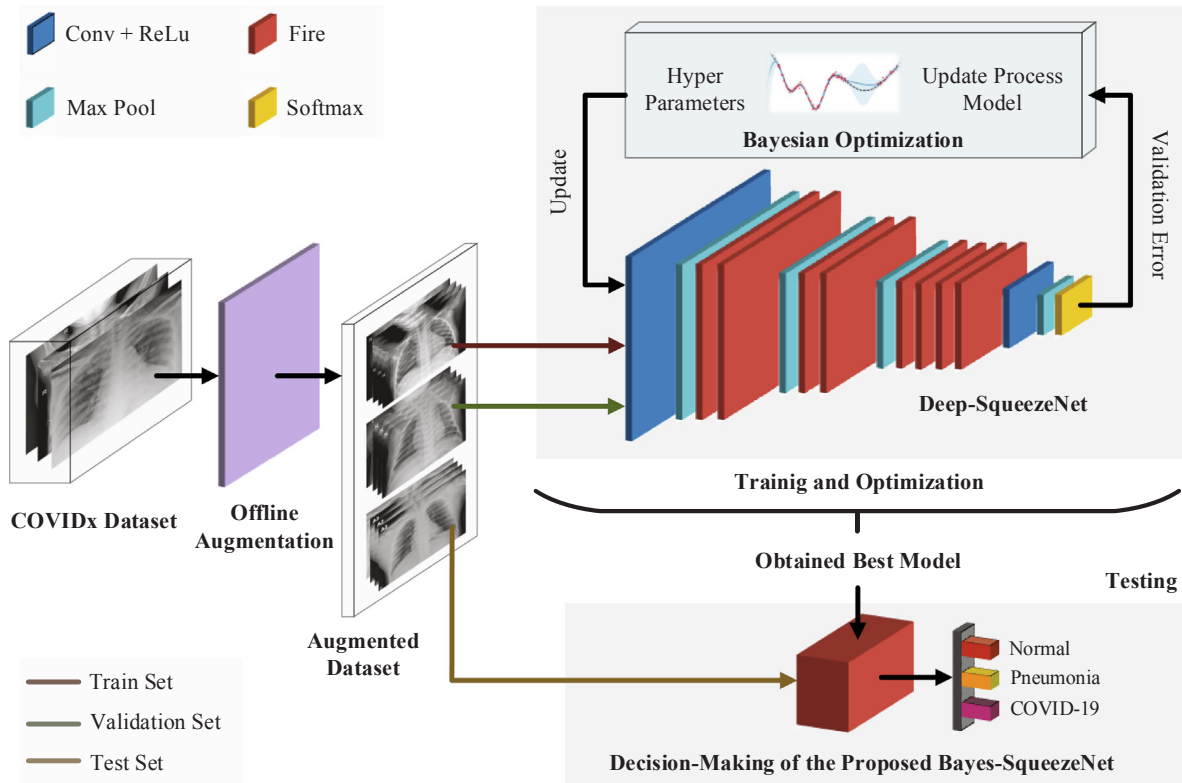 Conv + ReLu
Fire
Max Pool
Softmax
Hyper
Parameters
Update Process
Model
Bayesian Optimization
Update
Validation Error
Deep-SqueezeNet
COVIDx Dataset
Offline
Augmentation
Augmented
Dataset
Trainig and Optimization
Obtained Best Model
Testing
Normal
Pneumonia
COVID-19
Decision-Making of the Proposed Bayes-SqueezeNet
Train Set
Validation Set
Test Set